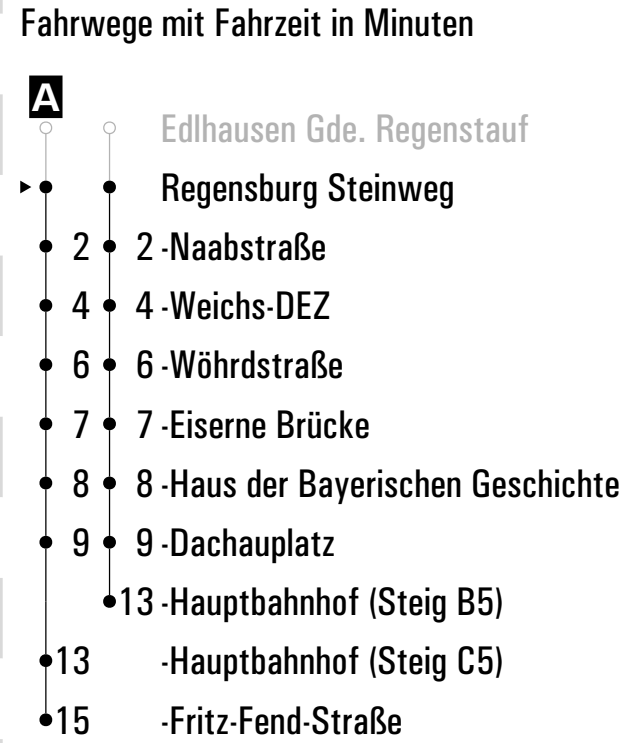 Fahrwege mit Fahrzeit in Minuten
A
Edlhausen Gde. Regenstauf
Regensburg Steinweg
2 2 -Naabstraße
4 4 -Weichs-DEZ
6 6 -Wöhrdstraße
7 7 -Eiserne Brücke
8 8 -Haus der Bayerischen Geschichte
9 9 -Dachauplatz
13 -Hauptbahnhof (Steig B5)
13 -Hauptbahnhof (Steig C5)
15 -Fritz-Fend-Straße